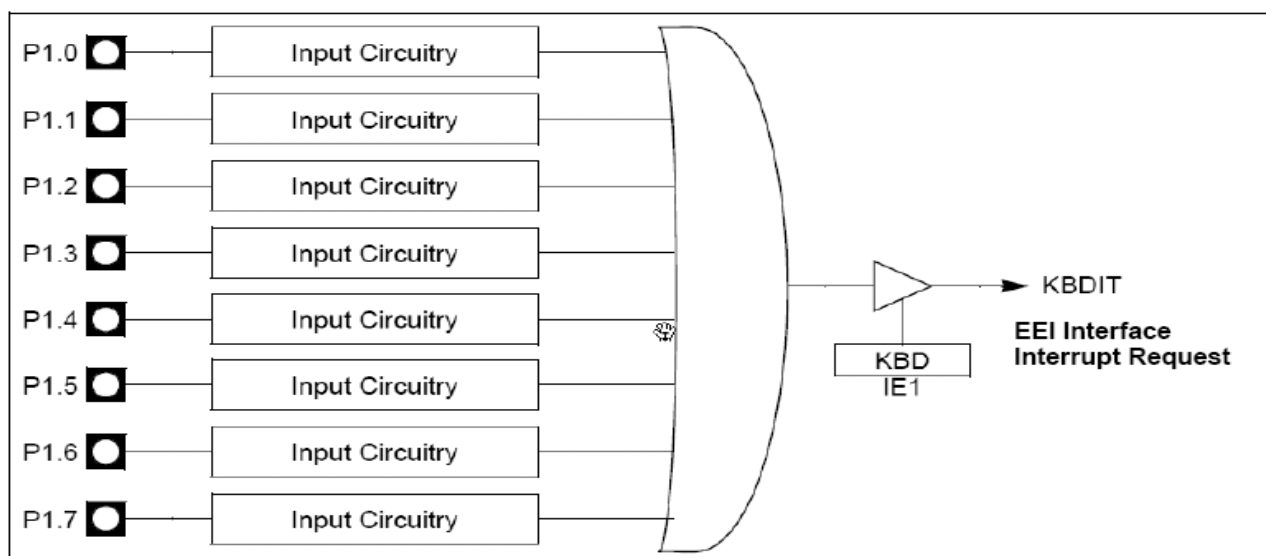 P1.0 Input Circuitry
P1.1 Input Circuitry
P1.2 Input Circuitry
P1.3 Input Circuitry
P1.4 Input Circuitry
P1.5 Input Circuitry
P1.6 Input Circuitry
P1.7 Input Circuitry
KBDIT
EEI Interface
Interrupt Request
KBD
IE1